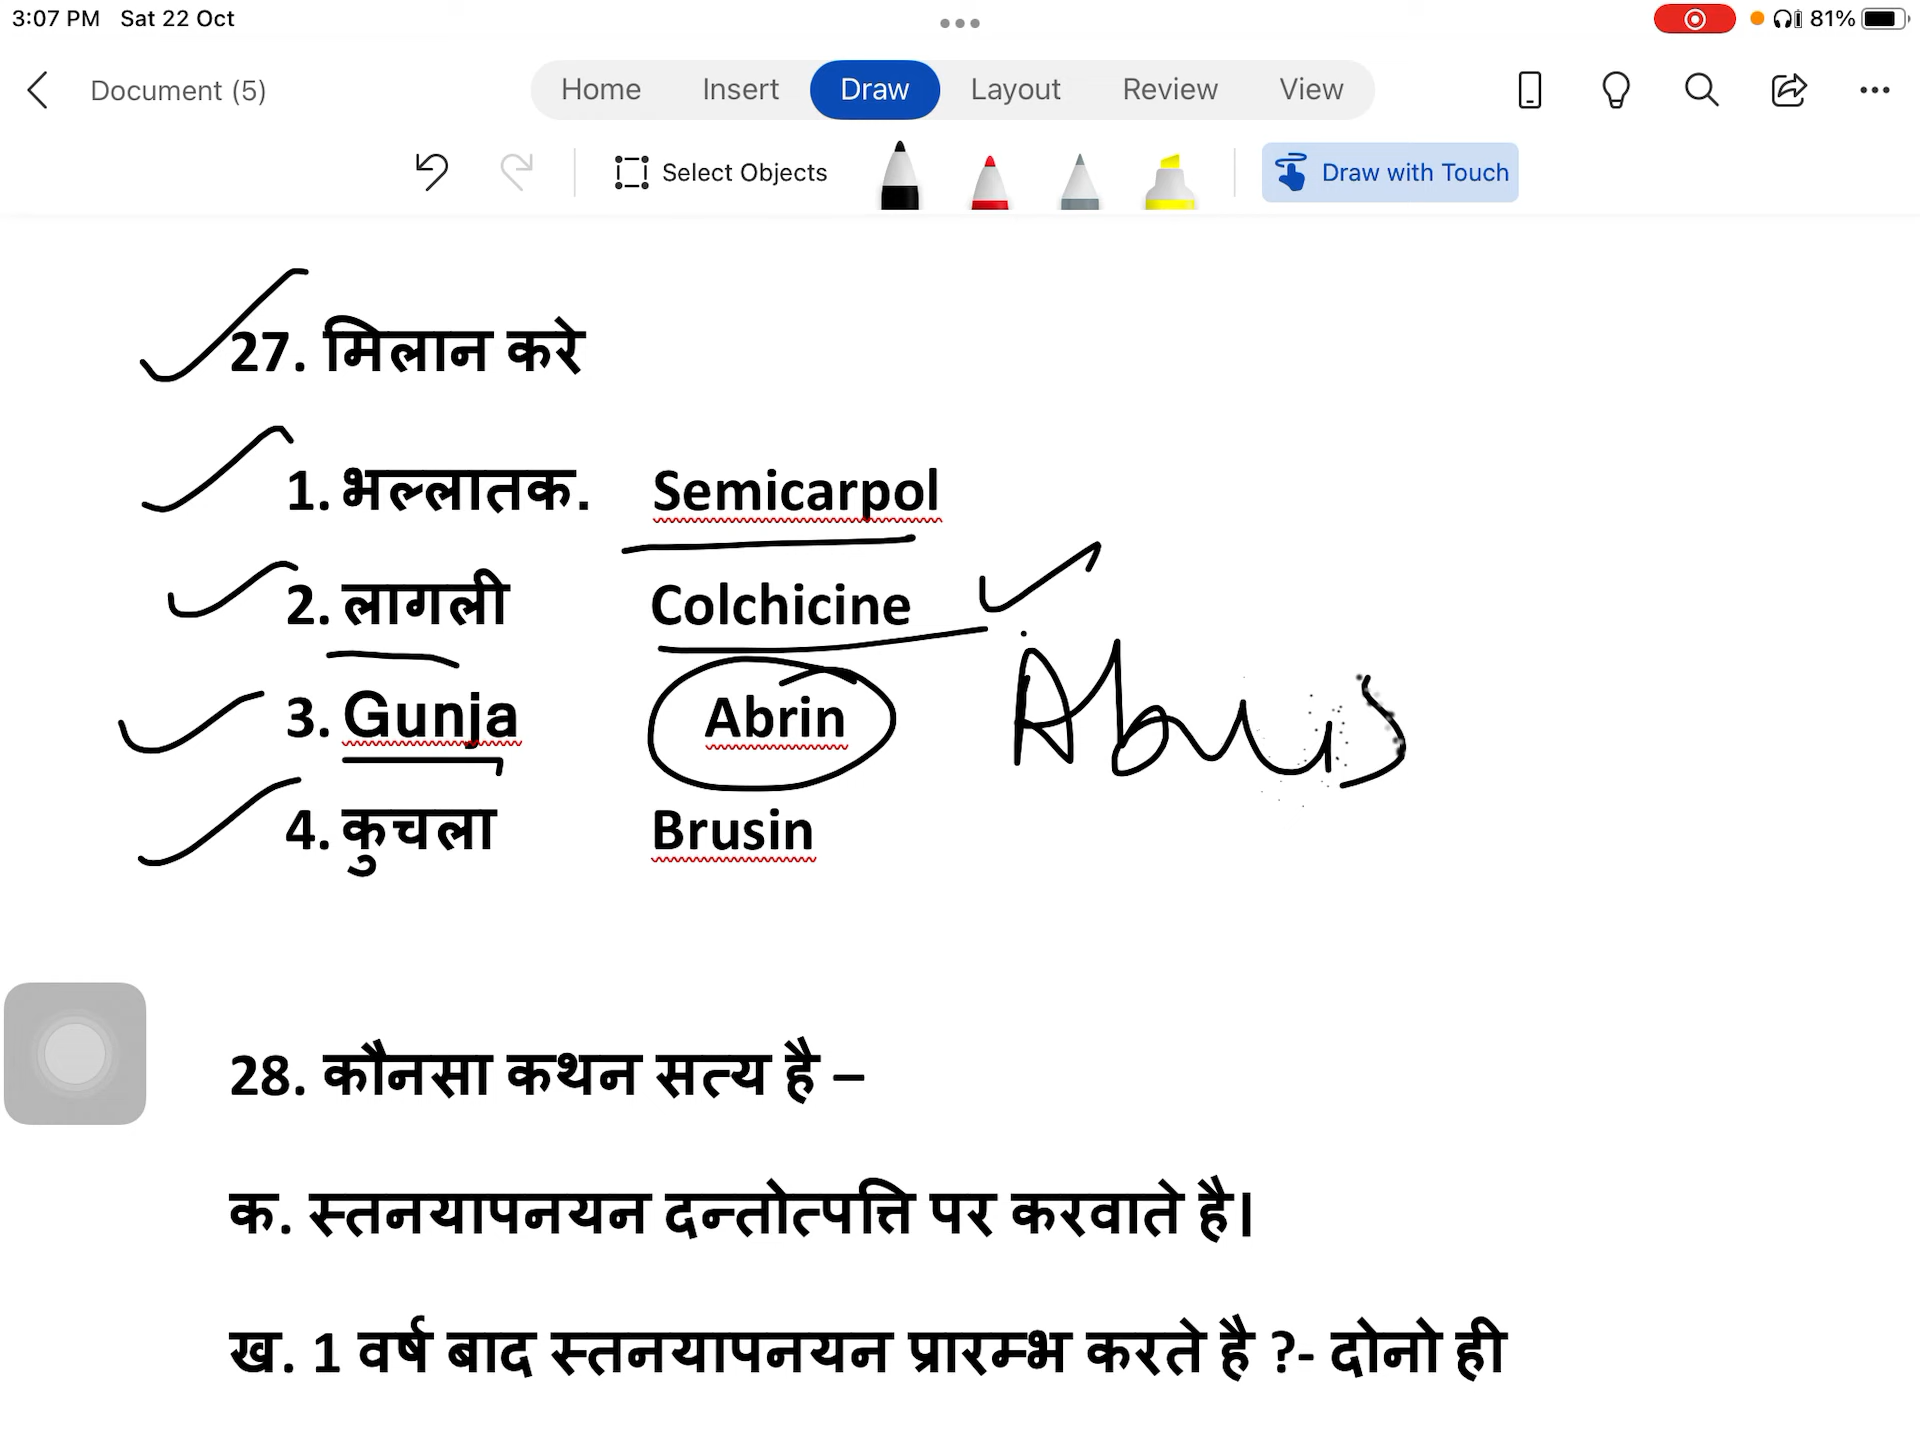 3:07 PM Sat 22 Oct 81%
Document (5) Home Insert Draw Layout Review View
Select Objects Draw with Touch
27. मिलान करे
1. भल्लातक. Semicarpol
2. लागली Colchicine
3. Gunja Abrin Abrus
4. कुचला Brusin
28. कौनसा कथन सत्य है –
क. स्तनयापनयन दन्तोत्पत्ति पर करवाते है।
ख. 1 वर्ष बाद स्तनयापनयन प्रारम्भ करते है ?- दोनो ही